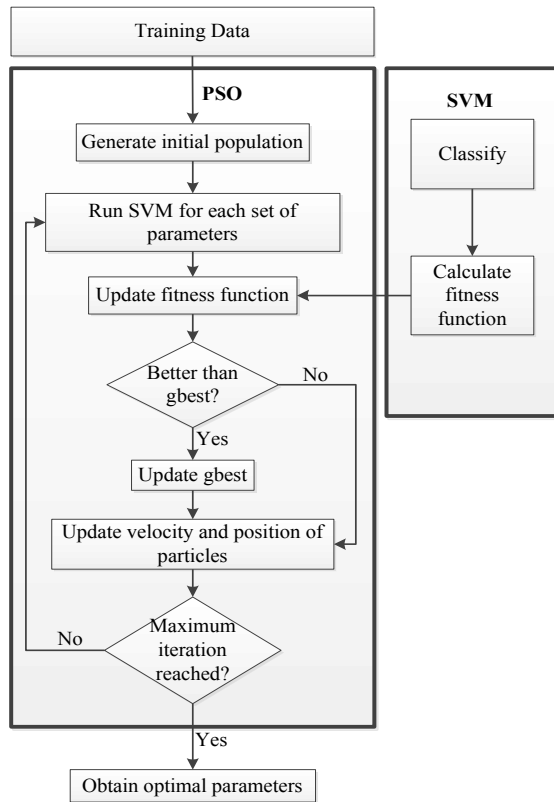 Training Data
PSO
Generate initial population
Run SVM for each set of
parameters
Update fitness function
Better than
gbest?
No
Yes
Update gbest
Update velocity and position of
particles
No
Maximum
iteration
reached?
Yes
Obtain optimal parameters
SVM
Classify
Calculate
fitness
function